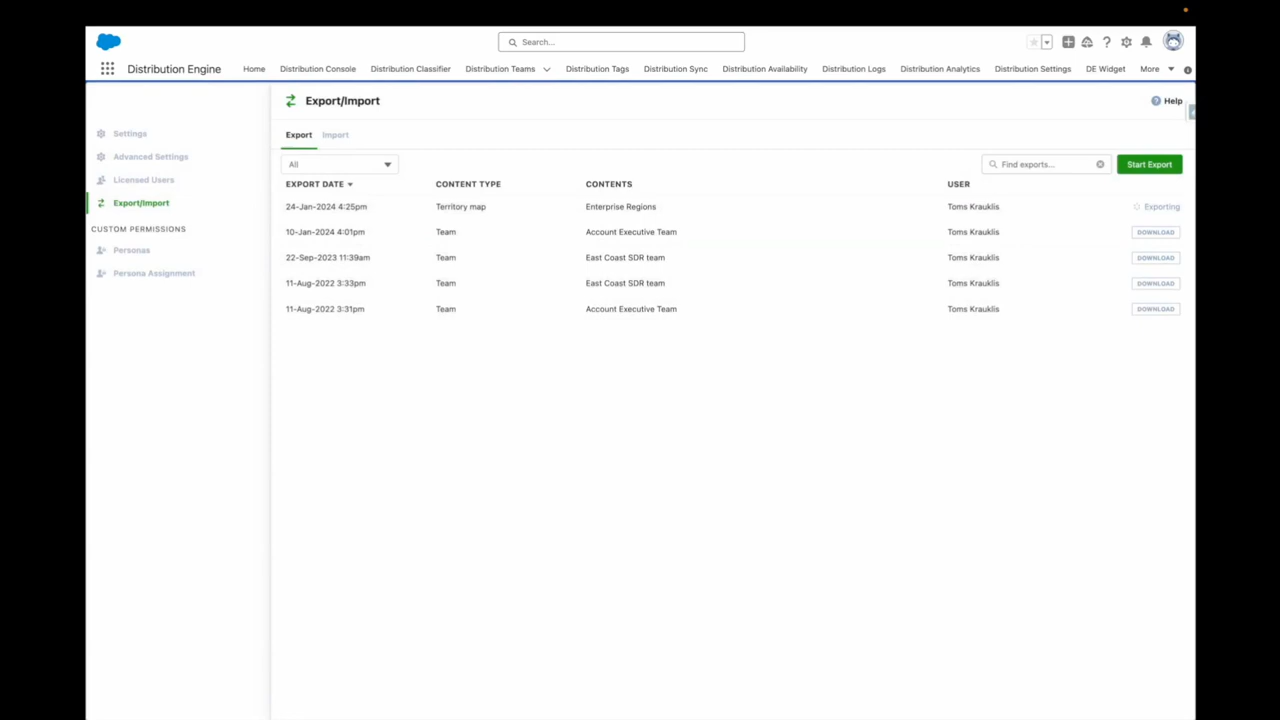 Search...
Distribution Engine Home Distribution Console Distribution Classifier Distribution Teams Distribution Tags Distribution Sync Distribution Availability Distribution Logs Distribution Analytics Distribution Settings DE Widget More
Export/Import Help
Settings
Advanced Settings
Licensed Users
Export/Import
CUSTOM PERMISSIONS
Personas
Persona Assignment
Export Import
All Find exports... Start Export
EXPORT DATE CONTENT TYPE CONTENTS USER
24-Jan-2024 4:25pm Territory map Enterprise Regions Toms Krauklis Exporting
10-Jan-2024 4:01pm Team Account Executive Team Toms Krauklis DOWNLOAD
22-Sep-2023 11:39am Team East Coast SDR team Toms Krauklis DOWNLOAD
11-Aug-2022 3:33pm Team East Coast SDR team Toms Krauklis DOWNLOAD
11-Aug-2022 3:31pm Team Account Executive Team Toms Krauklis DOWNLOAD